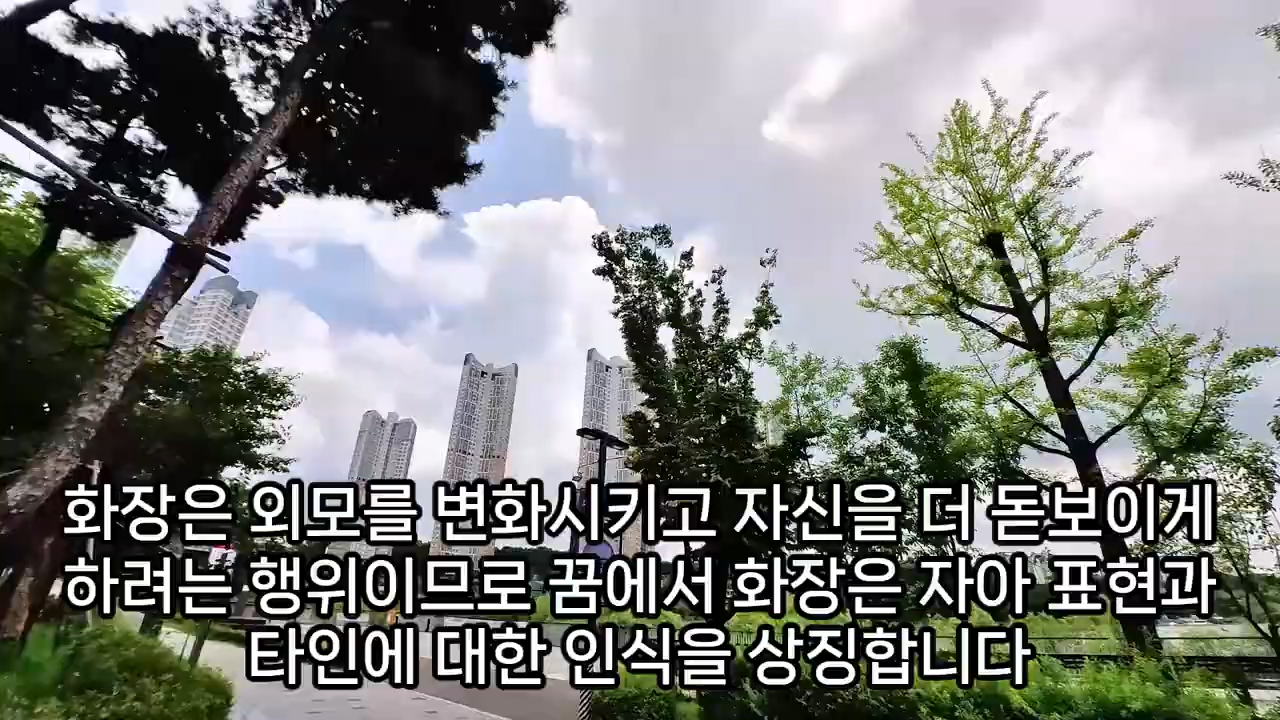 화장은 외모를 변화시키고 자신을 더 돋보이게
하려는 행위이므로 꿈에서 화장은 자아 표현과
타인에 대한 인식을 상징합니다